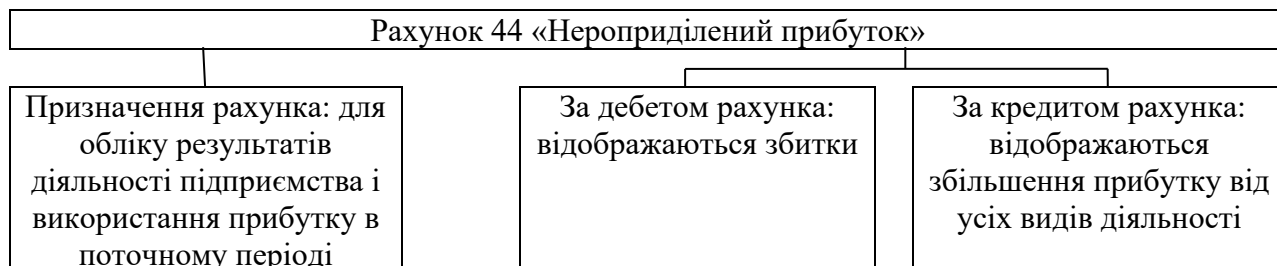 Рахунок 44 «Нероприділений прибуток»
Призначення рахунка: для
обліку результатів
діяльності підприємства і
використання прибутку в
поточному періоді
За дебетом рахунка:
відображаються збитки
За кредитом рахунка:
відображаються
збільшення прибутку від
усіх видів діяльності